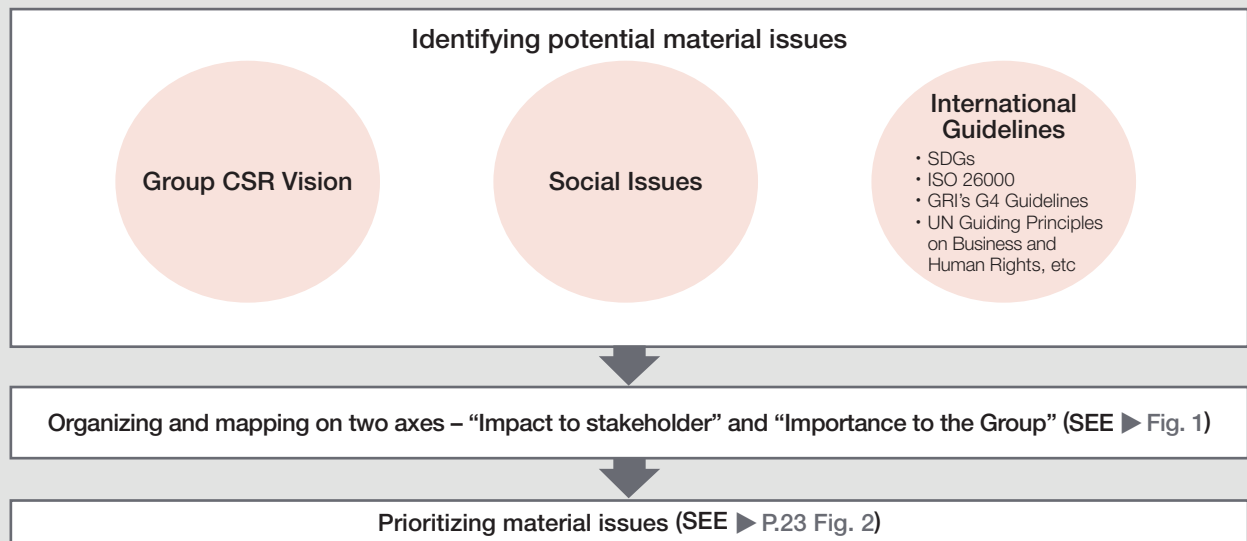 Identifying potential material issues
Group CSR Vision
Social Issues
International
Guidelines
・SDGs
・ISO 26000
・GRI's G4 Guidelines
・UN Guiding Principles
on Business and
Human Rights, etc
Organizing and mapping on two axes – “Impact to stakeholder” and “Importance to the Group” (SEE ▶ Fig. 1)
Prioritizing material issues (SEE ▶ P.23 Fig. 2)